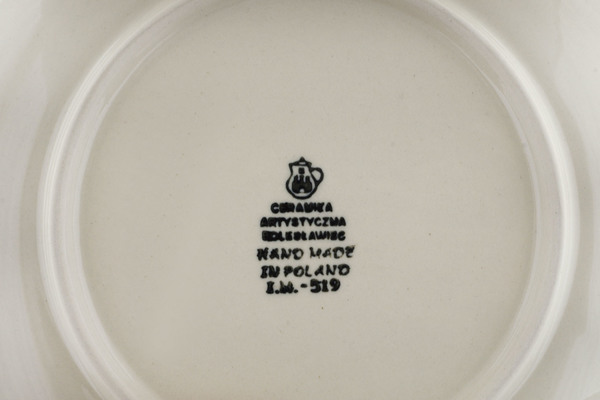 CERAMIKA
ARTYSTYCZNA
BOLESŁAWIEC
HAND MADE
IN POLAND
I.W.-519